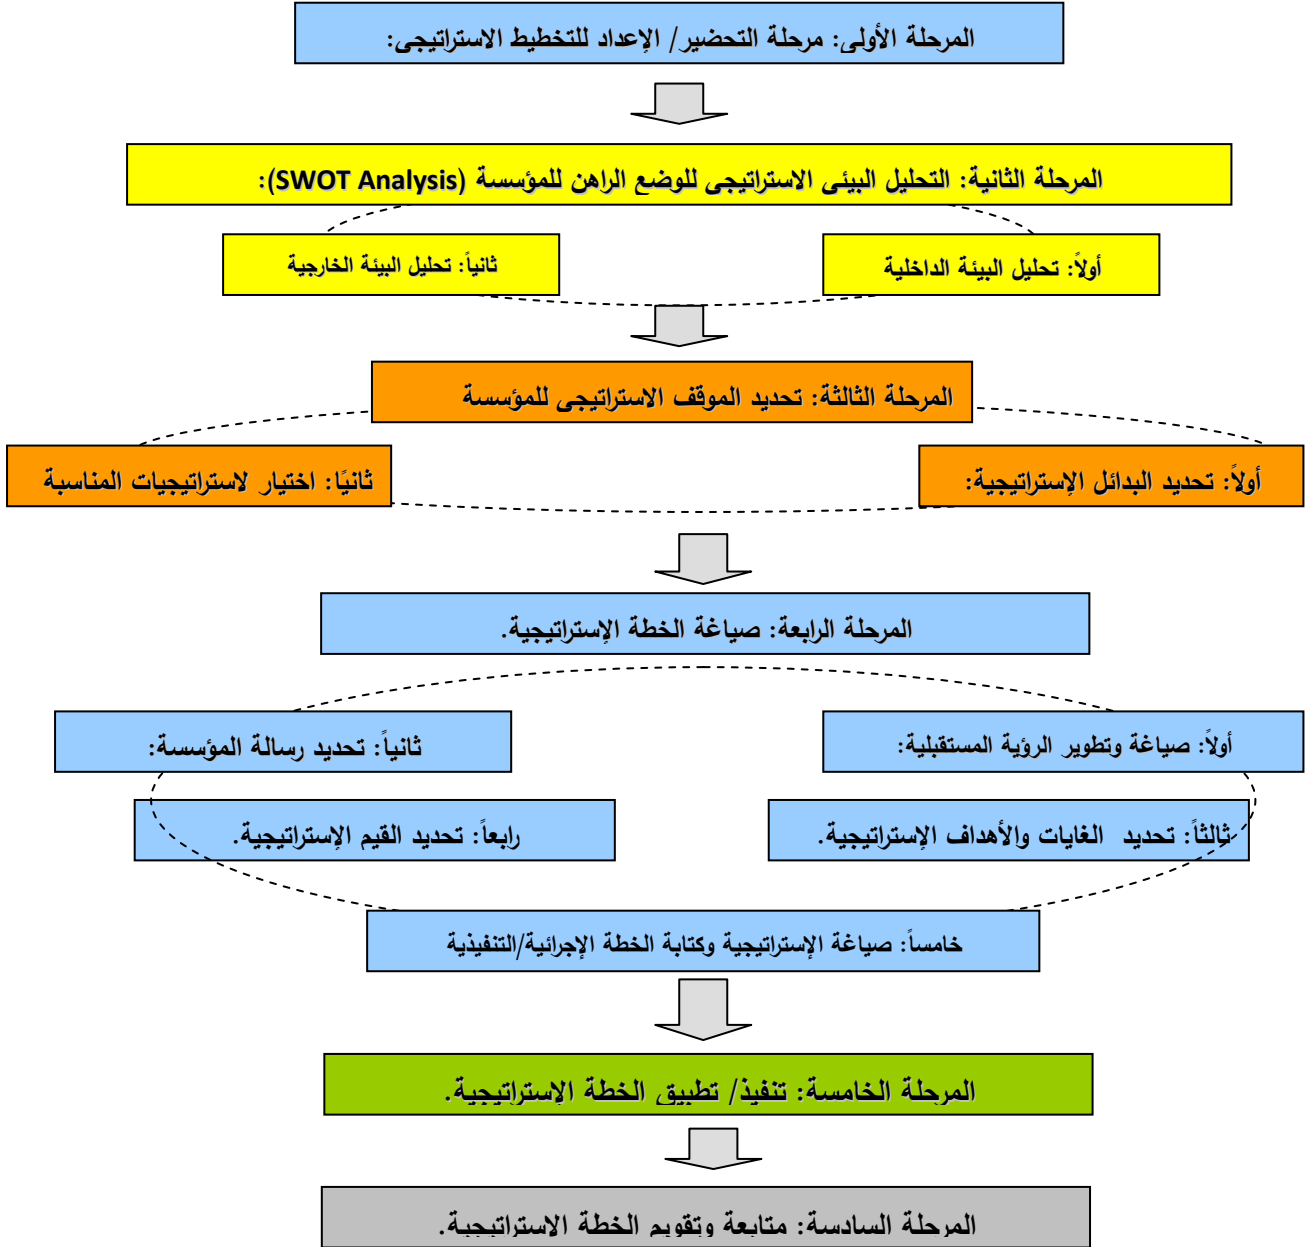 المرحلة الأولى: مرحلة التحضير/ الإعداد للتخطيط الاستراتيجي:
المرحلة الثانية: التحليل البيئي الاستراتيجي للوضع الراهن للمؤسسة (SWOT Analysis):
أولاً: تحليل البيئة الداخلية
ثانياً: تحليل البيئة الخارجية
المرحلة الثالثة: تحديد الموقف الاستراتيجي للمؤسسة
أولاً: تحديد البدائل الإستراتيجية:
ثانيًا: اختيار لاستراتيجيات المناسبة
المرحلة الرابعة: صياغة الخطة الإستراتيجية.
أولاً: صياغة وتطوير الرؤية المستقبلية:
ثانياً: تحديد رسالة المؤسسة:
ثالثاً: تحديد الغايات والأهداف الإستراتيجية.
رابعاً: تحديد القيم الإستراتيجية.
خامساً: صياغة الإستراتيجية وكتابة الخطة الإجرائية/التنفيذية
المرحلة الخامسة: تنفيذ/ تطبيق الخطة الإستراتيجية.
المرحلة السادسة: متابعة وتقويم الخطة الاستراتيجية.